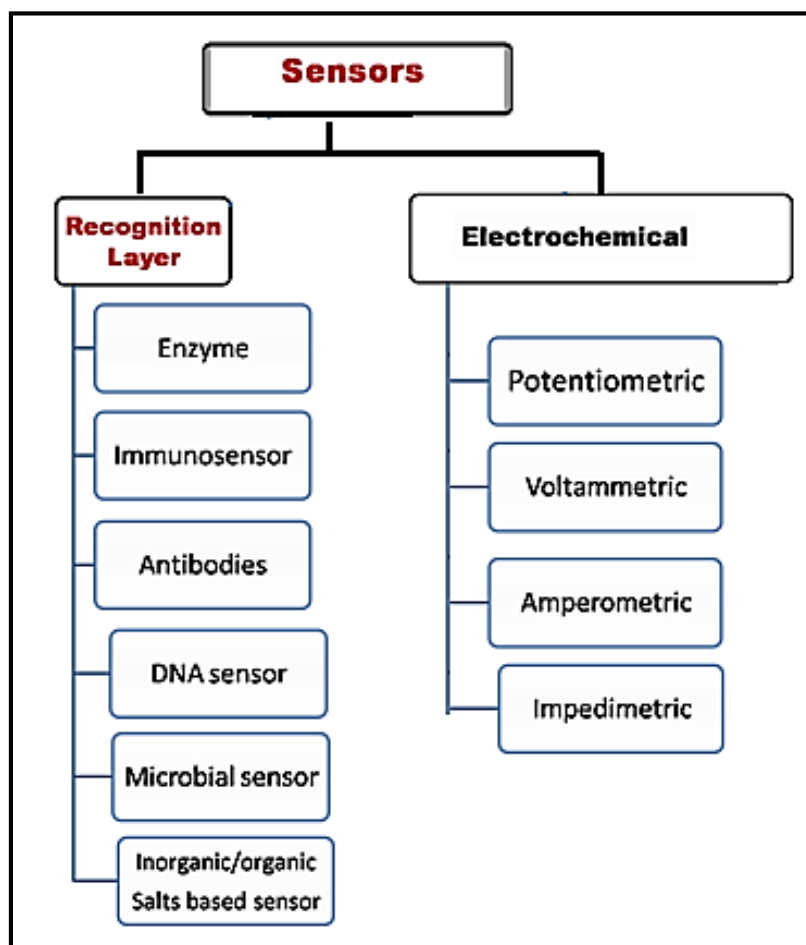 Sensors
Recognition
Layer
Enzyme
Immunosensor
Antibodies
DNA sensor
Microbial sensor
Inorganic/organic
Salts based sensor
Electrochemical
Potentiometric
Voltammetric
Amperometric
Impedimetric